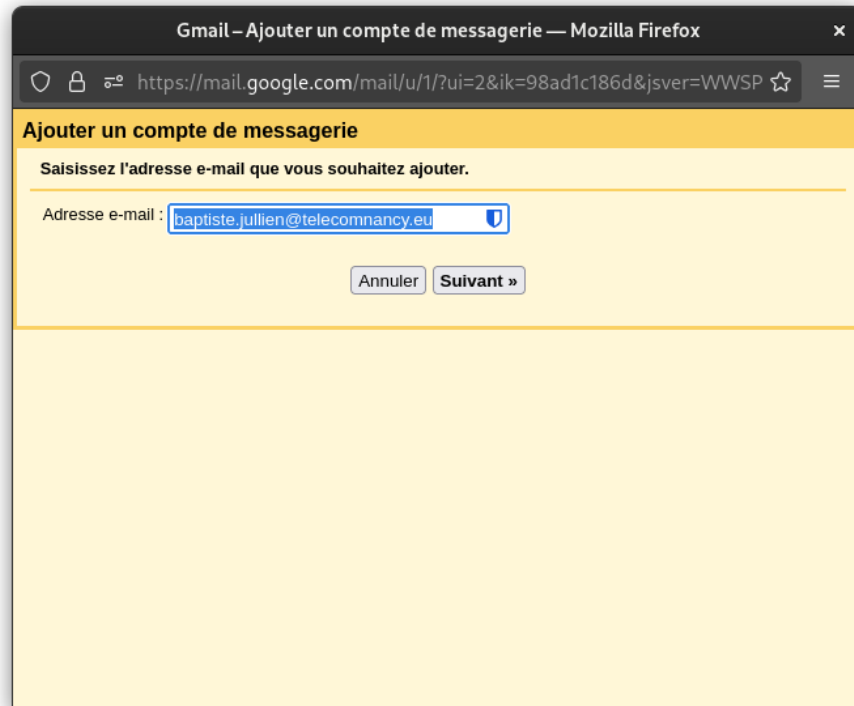 Gmail – Ajouter un compte de messagerie — Mozilla Firefox
https://mail.google.com/mail/u/1/?ui=2&ik=98ad1c186d&jsver=WWSP
Ajouter un compte de messagerie
Saisissez l'adresse e-mail que vous souhaitez ajouter.
Adresse e-mail : baptiste.jullien@telecomnancy.eu
Annuler Suivant »